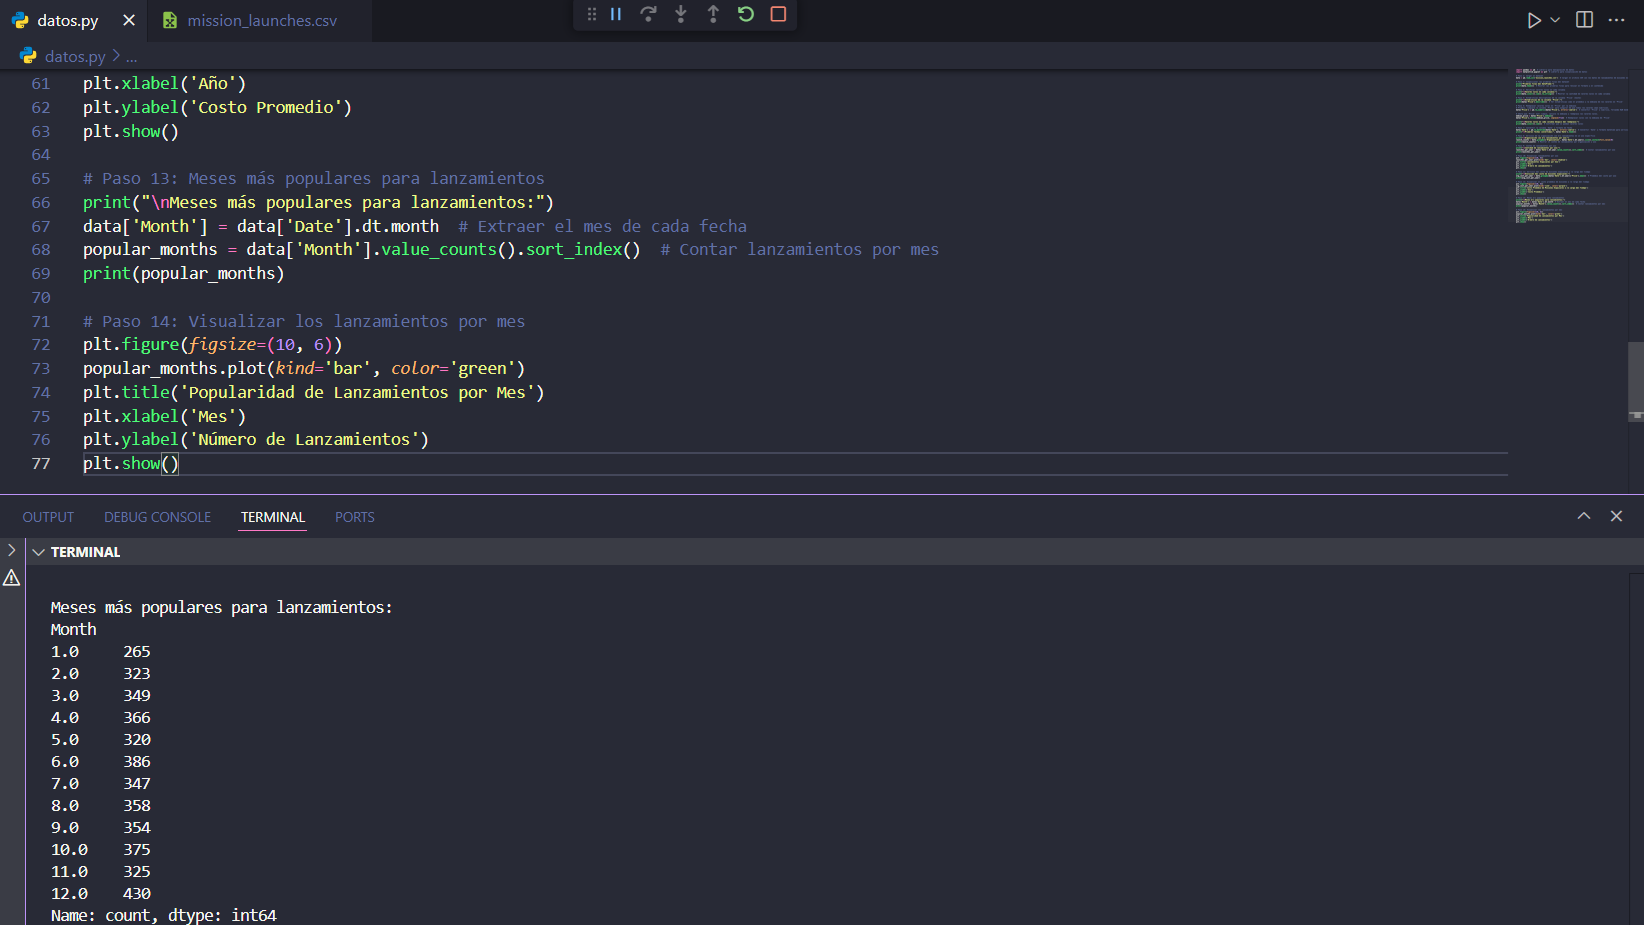 datos.py
mission_launches.csv
datos.py > ...
61 plt.xlabel('Año')
62 plt.ylabel('Costo Promedio')
63 plt.show()
64
65 # Paso 13: Meses más populares para lanzamientos
66 print("\nMeses más populares para lanzamientos:")
67 data['Month'] = data['Date'].dt.month  # Extraer el mes de cada fecha
68 popular_months = data['Month'].value_counts().sort_index()  # Contar lanzamientos por mes
69 print(popular_months)
70
71 # Paso 14: Visualizar los lanzamientos por mes
72 plt.figure(figsize=(10, 6))
73 popular_months.plot(kind='bar', color='green')
74 plt.title('Popularidad de Lanzamientos por Mes')
75 plt.xlabel('Mes')
76 plt.ylabel('Número de Lanzamientos')
77 plt.show()
OUTPUT DEBUG CONSOLE TERMINAL PORTS
TERMINAL
Meses más populares para lanzamientos:
Month
1.0 265
2.0 323
3.0 349
4.0 366
5.0 320
6.0 386
7.0 347
8.0 358
9.0 354
10.0 375
11.0 325
12.0 430
Name: count, dtype: int64